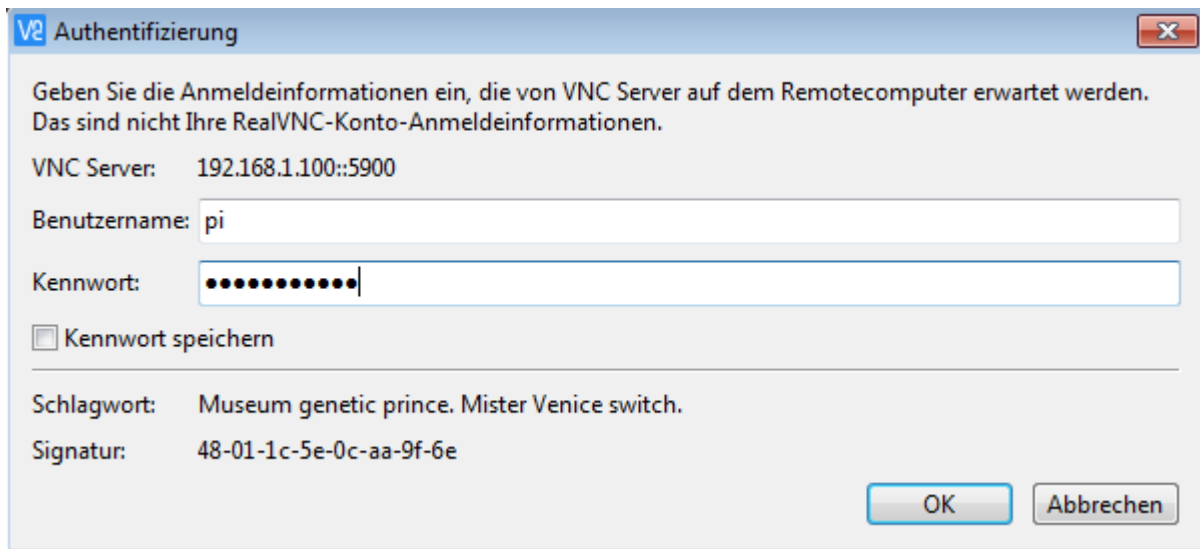 Authentifizierung
Geben Sie die Anmeldeinformationen ein, die von VNC Server auf dem Remotecomputer erwartet werden.
Das sind nicht Ihre RealVNC-Konto-Anmeldeinformationen.
VNC Server: 192.168.1.100::5900
Benutzername: pi
Kennwort: ●●●●●●●●●●●
Kennwort speichern
Schlagwort: Museum genetic prince. Mister Venice switch.
Signatur: 48-01-1c-5e-0c-aa-9f-6e
OK Abbrechen